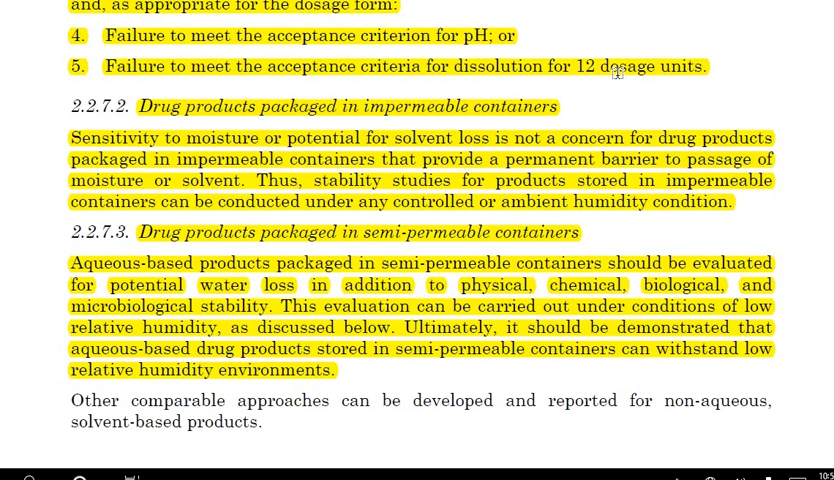 and, as appropriate for the dosage form:
4. Failure to meet the acceptance criterion for pH; or
5. Failure to meet the acceptance criteria for dissolution for 12 dosage units.
2.2.7.2. Drug products packaged in impermeable containers
Sensitivity to moisture or potential for solvent loss is not a concern for drug products
packaged in impermeable containers that provide a permanent barrier to passage of
moisture or solvent. Thus, stability studies for products stored in impermeable
containers can be conducted under any controlled or ambient humidity condition.
2.2.7.3. Drug products packaged in semi-permeable containers
Aqueous-based products packaged in semi-permeable containers should be evaluated
for potential water loss in addition to physical, chemical, biological, and
microbiological stability. This evaluation can be carried out under conditions of low
relative humidity, as discussed below. Ultimately, it should be demonstrated that
aqueous-based drug products stored in semi-permeable containers can withstand low
relative humidity environments.
Other comparable approaches can be developed and reported for non-aqueous,
solvent-based products.